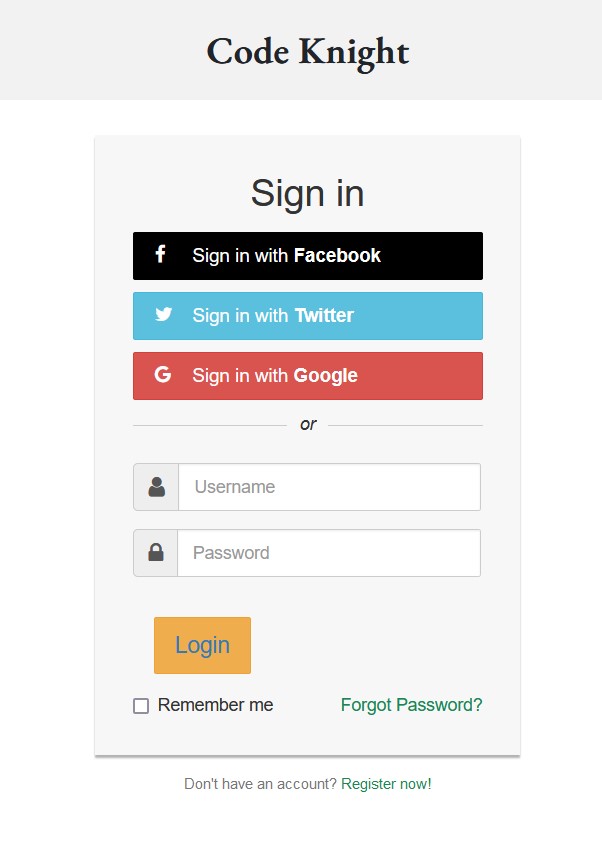 Code Knight
Sign in
Sign in with Facebook
Sign in with Twitter
Sign in with Google
or
Username
Password
Login
Remember me Forgot Password?
Don't have an account? Register now!